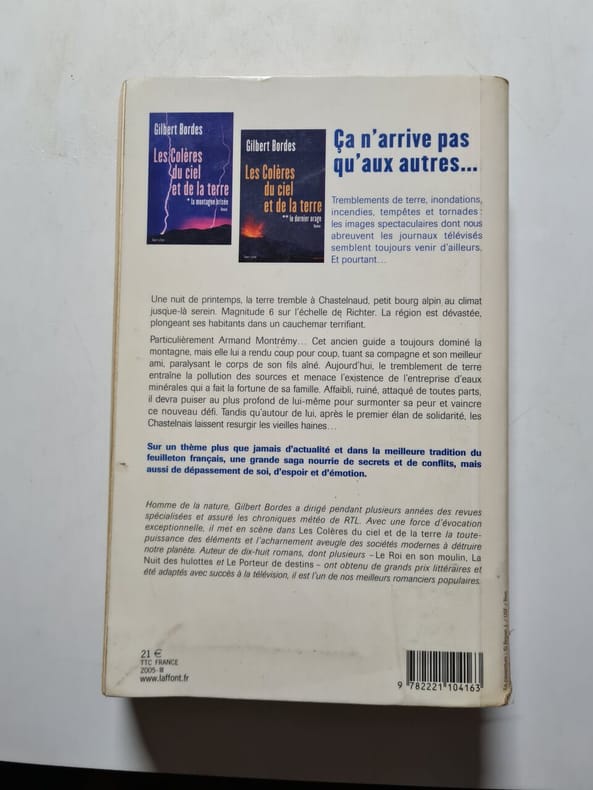 Gilbert Bordes
Les Colères
du ciel
et de la terre
* la montagne brisée
Roman
Gilbert Bordes
Les Colères
du ciel
et de la terre
** le dernier orage
Roman
Ça n'arrive pas
qu'aux autres...
Tremblements de terre, inondations,
incendies, tempêtes et tornades :
les images spectaculaires dont nous
abreuvent les journaux télévisés
semblent toujours venir d'ailleurs.
Et pourtant...
Une nuit de printemps, la terre tremble à Chastelnaud, petit bourg alpin au climat
jusque-là serein. Magnitude 6 sur l'échelle de Richter. La région est dévastée,
plongeant ses habitants dans un cauchemar terrifiant.
Particulièrement Armand Montrémy... Cet ancien guide a toujours dominé la
montagne, mais elle lui a rendu coup pour coup, tuant sa compagne et son meilleur
ami, paralysant le corps de son fils aîné. Aujourd'hui, le tremblement de terre
entraîne la pollution des sources et menace l'existence de l'entreprise d'eaux
minérales qui a fait la fortune de sa famille. Affaibli, ruiné, attaqué de toutes parts,
il devra puiser au plus profond de lui-même pour surmonter sa peur et vaincre
ce nouveau défi. Tandis qu'autour de lui, après le premier élan de solidarité, les
Chastelnais laissent resurgir les vieilles haines...
Sur un thème plus que jamais d'actualité et dans la meilleure tradition du
feuilleton français, une grande saga nourrie de secrets et de conflits, mais
aussi de dépassement de soi, d'espoir et d'émotion.
Homme de la nature, Gilbert Bordes a dirigé pendant plusieurs années des revues
spécialisées et assuré les chroniques météo de RTL. Avec une force d'évocation
exceptionnelle, il met en scène dans Les Colères du ciel et de la terre la toute-
puissance des éléments et l'acharnement aveugle des sociétés modernes à détruire
notre planète. Auteur de dix-huit romans, dont plusieurs – Le Roi en son moulin, La
Nuit des hulottes et Le Porteur de destins – ont obtenu de grands prix littéraires et
été adaptés avec succès à la télévision, il est l'un de nos meilleurs romanciers populaires.
21 €
TTC FRANCE
2005-III
www.laffont.fr
9 782221 104163